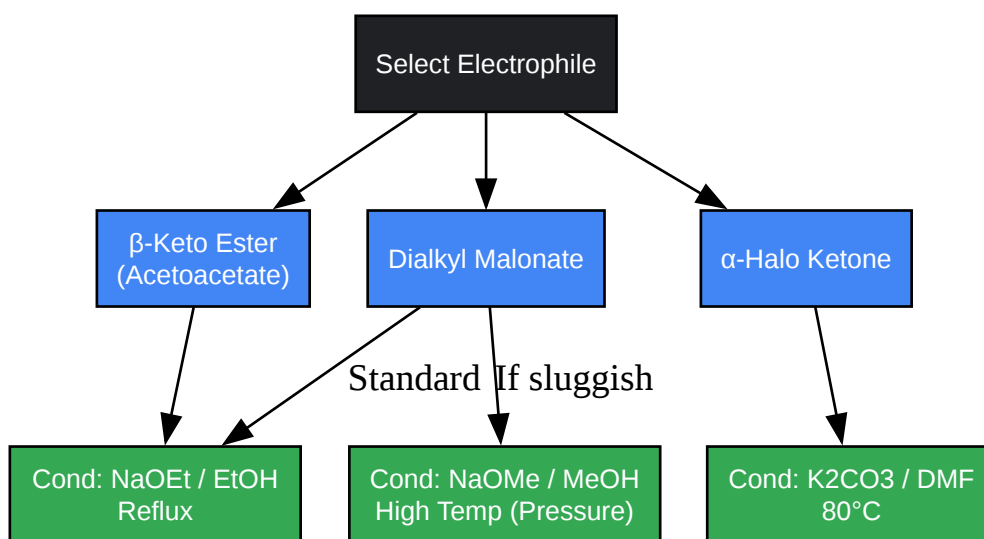 Select Electrophile
β-Keto Ester
(Acetoacetate)
Dialkyl Malonate
α-Halo Ketone
Standard
If sluggish
Cond: NaOEt / EtOH
Reflux
Cond: NaOMe / MeOH
High Temp (Pressure)
Cond: K2CO3 / DMF
80°C